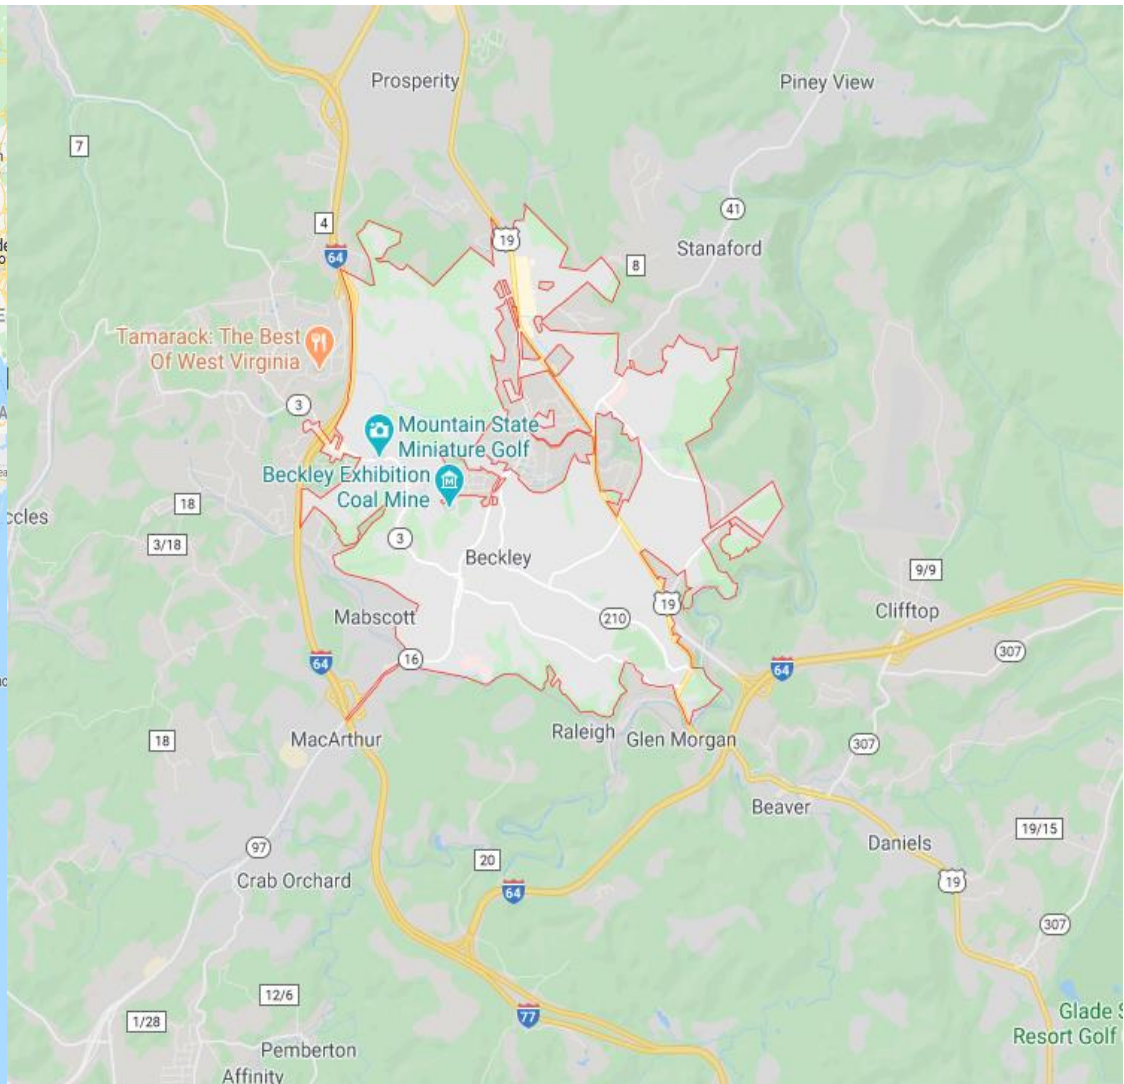 Prosperity
Piney View
7
41
4
19
Stanaford
64
8
Tamarack: The Best
Of West Virginia
3
Mountain State
Miniature Golf
Beckley Exhibition
Coal Mine
18
ccles
3
3/18
Beckley
9/9
19
Clifftop
Mabscott
210
307
16
64
64
Raleigh
MacArthur
Glen Morgan
18
307
Beaver
19/15
Daniels
97
20
Crab Orchard
64
19
307
12/6
Glade S
Resort Golf
1/28
77
Pemberton
Affinity